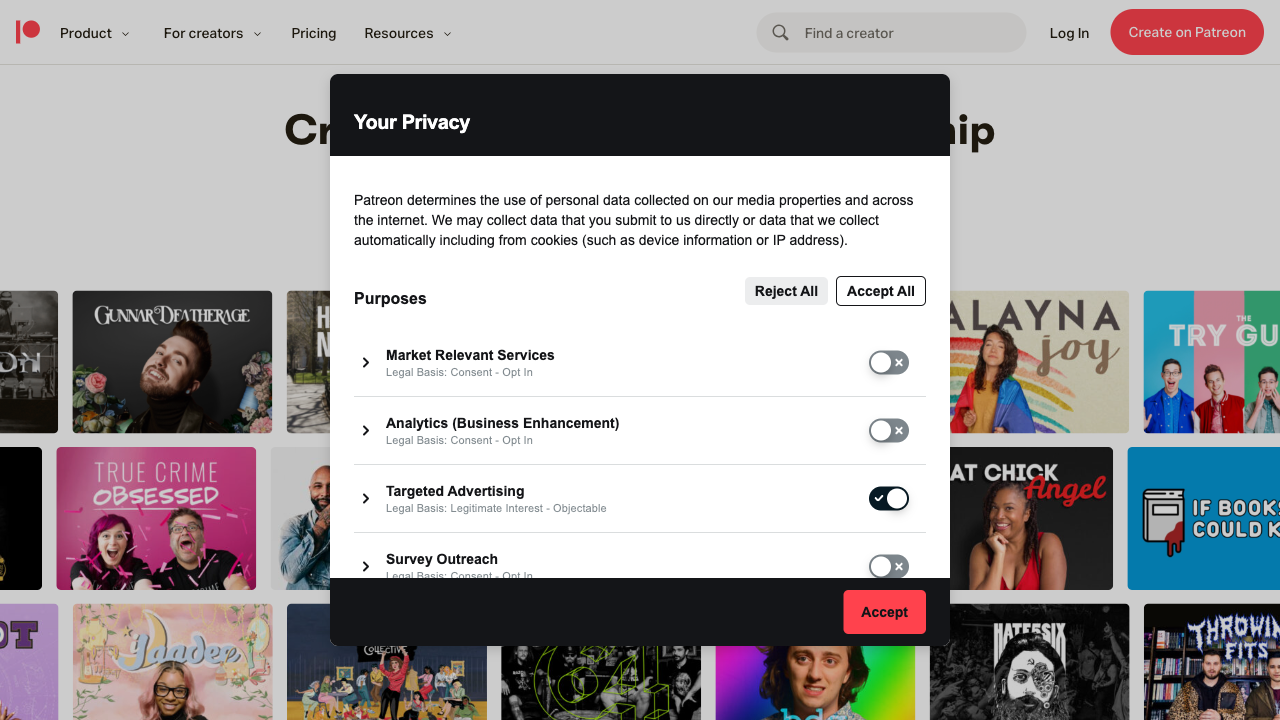 Product
For creators
Pricing
Resources
Find a creator
Log In
Create on Patreon
Your Privacy
Patreon determines the use of personal data collected on our media properties and across
the internet. We may collect data that you submit to us directly or data that we collect
automatically including from cookies (such as device information or IP address).
Purposes
Reject All
Accept All
Market Relevant Services
Legal Basis: Consent - Opt In
Analytics (Business Enhancement)
Legal Basis: Consent - Opt In
Targeted Advertising
Legal Basis: Legitimate Interest - Objectable
Survey Outreach
Legal Basis: Consent - Opt In
Accept
GUNNAR DEATHERAGE
ALAYNA
joy
THE
TRY GU
TRUE CRIME
OBSESSED
AT CHICK
Angel
IF BOOKS
COULD K
Jaaden
COLLECTIVE
HATE5SIX
THROWIN
FITS